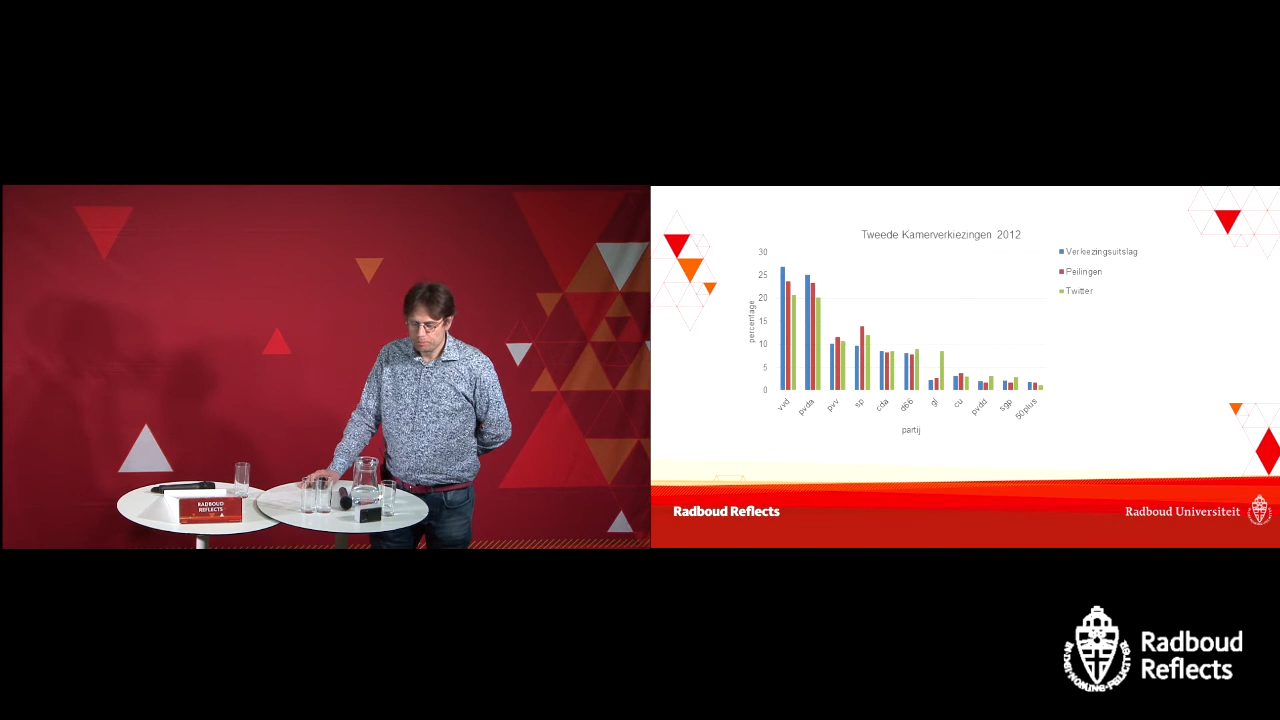 RADBOUD
REFLECTS
Tweede Kamerverkiezingen 2012
percentage
30
25
20
15
10
5
0
vvd
pvda
pvv
sp
cda
d66
gl
cu
pvdd
sgp
50plus
partij
Verkiezingsuitslag
Peilingen
Twitter
Radboud Reflects
Radboud Universiteit
Radboud
Reflects